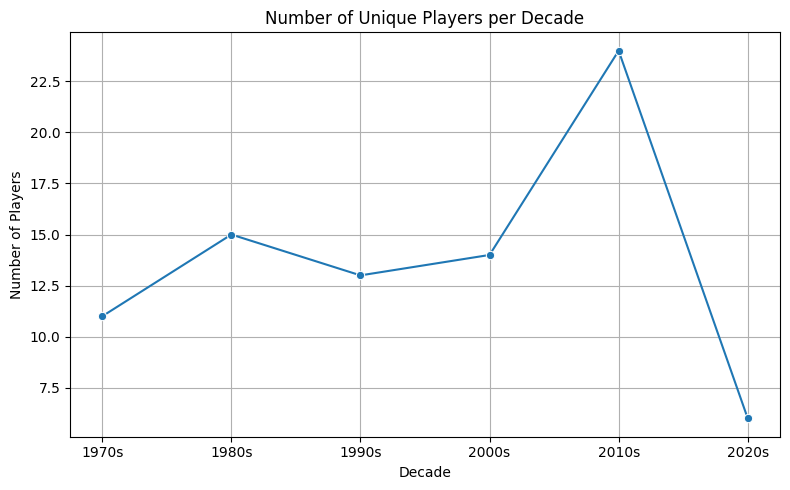 Number of Unique Players per Decade
Number of Players
22.5
20.0
17.5
15.0
12.5
10.0
7.5
1970s 1980s 1990s 2000s 2010s 2020s
Decade